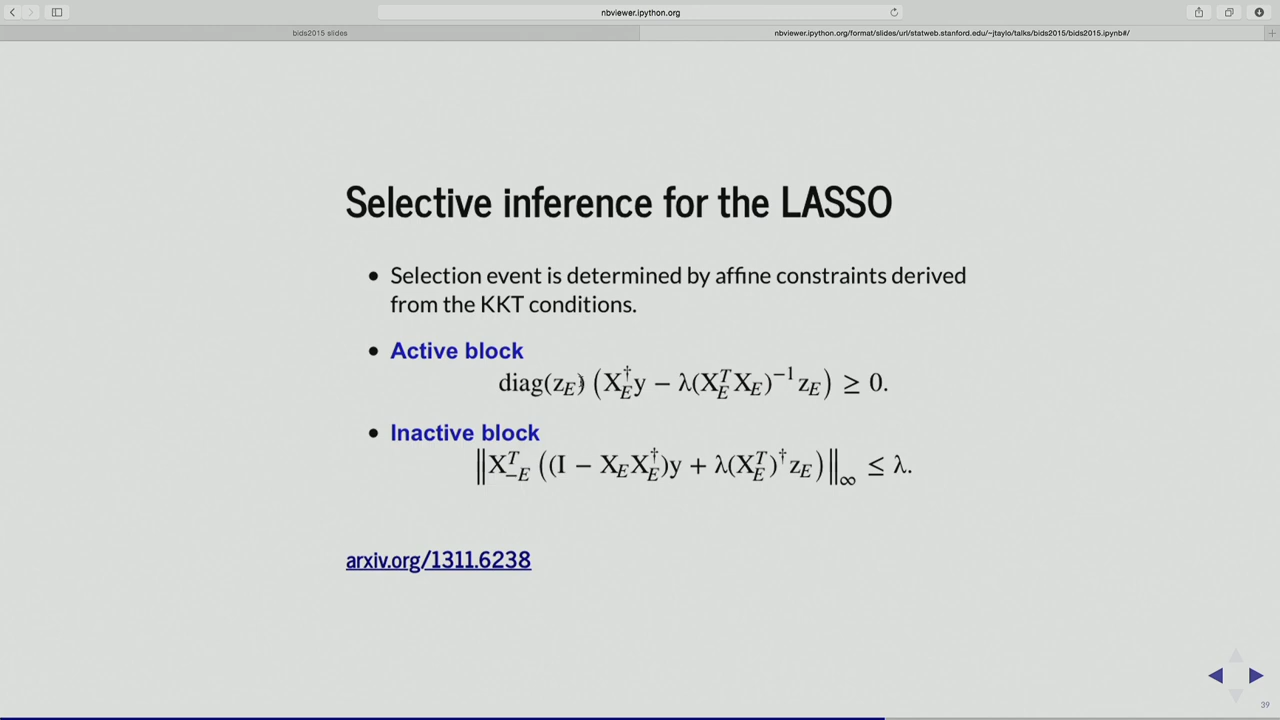 nbviewer.ipython.org
bids2015 slides
nbviewer.ipython.org/format/slides/url/statweb.stanford.edu/~jtaylo/talks/bids2015/bids2015.ipynb#/
Selective inference for the LASSO
• Selection event is determined by affine constraints derived
from the KKT conditions.
• Active block
diag(z_E) (X_E^† y − λ(X_E^T X_E)^{−1} z_E) ≥ 0.
• Inactive block
‖X_{−E}^T ((I − X_E X_E^†)y + λ(X_E^T)^† z_E)‖_∞ ≤ λ.
arxiv.org/1311.6238
39